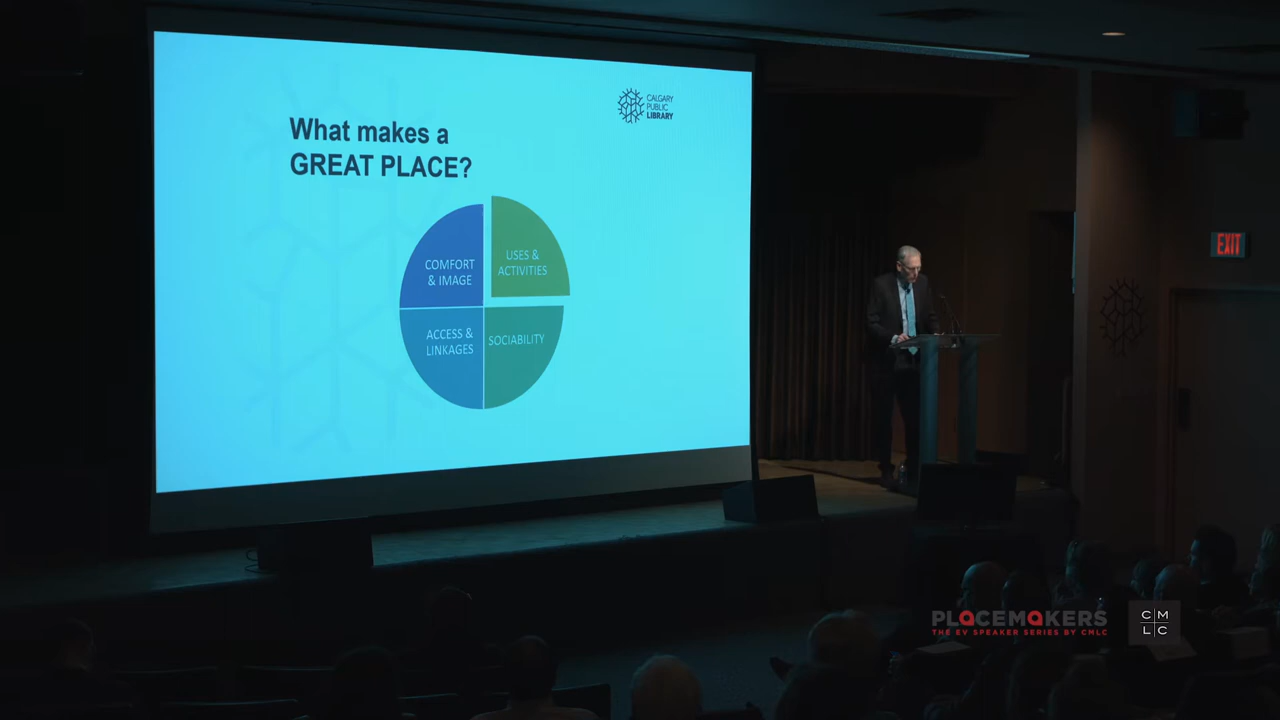 What makes a
GREAT PLACE?
CALGARY
PUBLIC
LIBRARY
COMFORT
& IMAGE
USES &
ACTIVITIES
ACCESS &
LINKAGES
SOCIABILITY
EXIT
PLACEMAKERS
THE EV SPEAKER SERIES BY CMLC
CM
LC